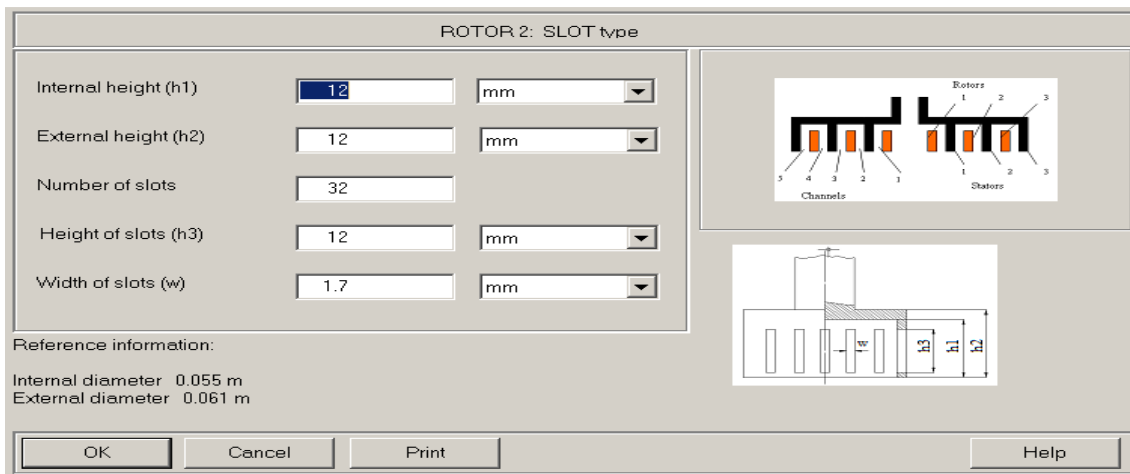 ROTOR 2: SLOT type
Internal height (h1) 12 mm
External height (h2) 12 mm
Number of slots 32
Height of slots (h3) 12 mm
Width of slots (w) 1.7 mm
Rotors
1 2 3
5 4 3 2 1 1 2 3
Stators
Channels
w h3 h1 h2
Reference information:
Internal diameter 0.055 m
External diameter 0.061 m
OK Cancel Print Help